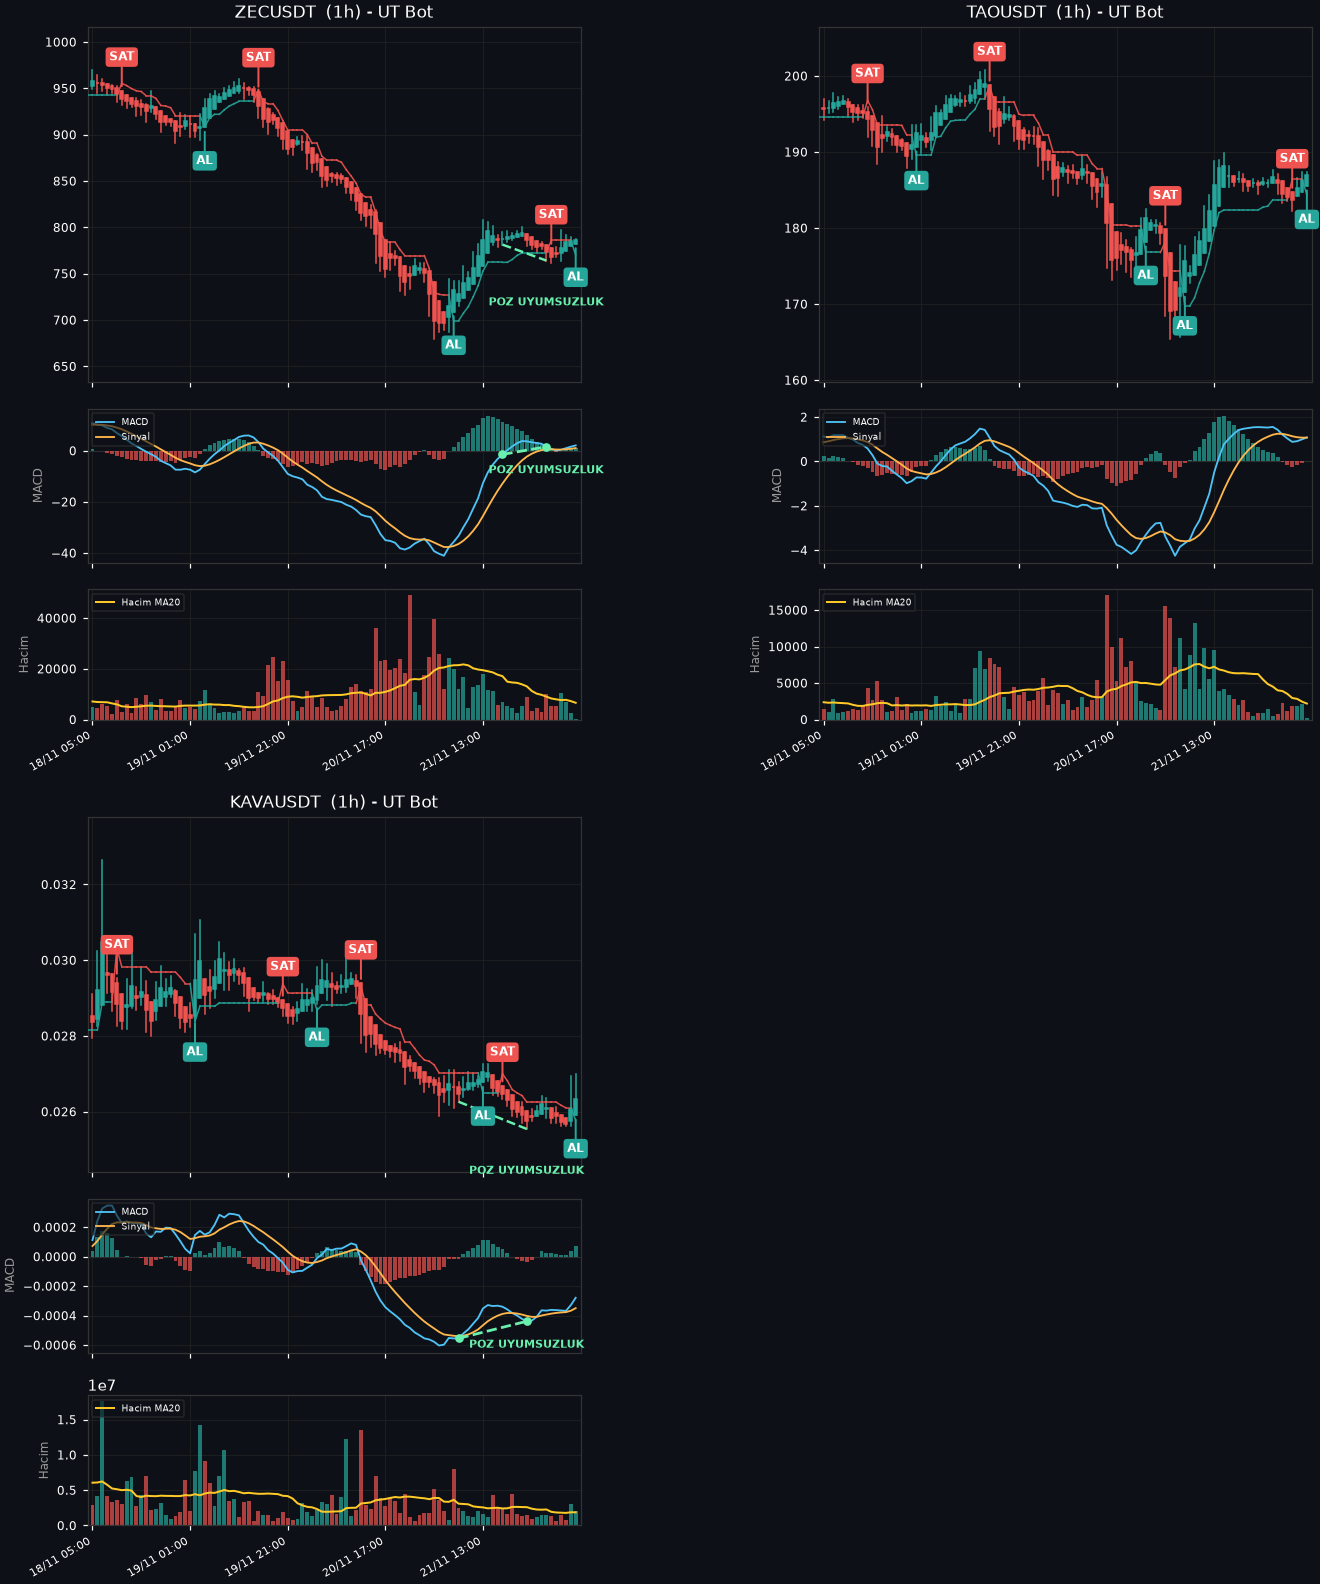 ZECUSDT  (1h) - UT Bot
1000
950
900
850
800
750
700
650
SAT
SAT
AL
SAT
AL
AL
POZ UYUMSUZLUK
MACD
0
−20
−40
MACD
Sinyal
POZ UYUMSUZLUK
Hacim
40000
20000
0
Hacim MA20
18/11 05:00
19/11 01:00
19/11 21:00
20/11 17:00
21/11 13:00
TAOUSDT  (1h) - UT Bot
200
190
180
170
160
SAT
SAT
AL
SAT
SAT
AL
AL
AL
MACD
2
0
−2
−4
MACD
Sinyal
Hacim
15000
10000
5000
0
Hacim MA20
18/11 05:00
19/11 01:00
19/11 21:00
20/11 17:00
21/11 13:00
KAVAUSDT  (1h) - UT Bot
0.032
0.030
0.028
0.026
SAT
SAT
SAT
AL
AL
SAT
AL
AL
POZ UYUMSUZLUK
MACD
0.0002
0.0000
−0.0002
−0.0004
−0.0006
MACD
Sinyal
POZ UYUMSUZLUK
1e7
Hacim
1.5
1.0
0.5
0.0
Hacim MA20
18/11 05:00
19/11 01:00
19/11 21:00
20/11 17:00
21/11 13:00